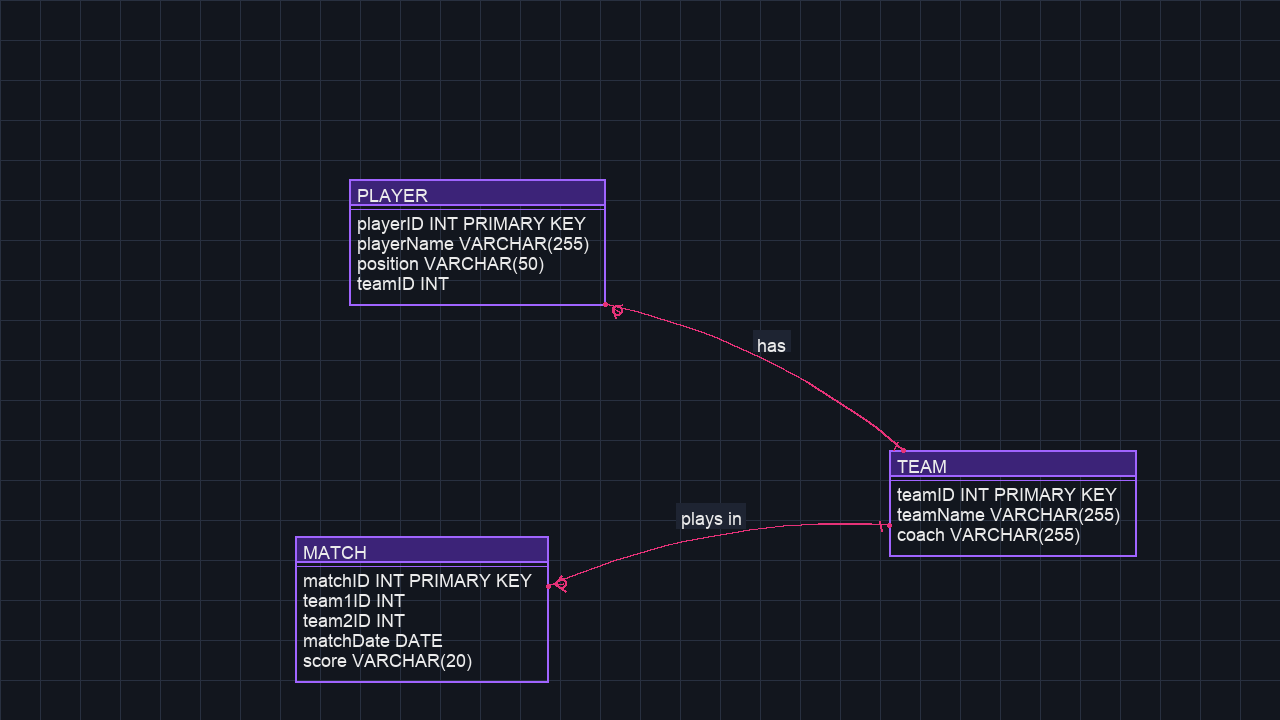 PLAYER
playerID INT PRIMARY KEY
playerName VARCHAR(255)
position VARCHAR(50)
teamID INT
has
TEAM
teamID INT PRIMARY KEY
teamName VARCHAR(255)
coach VARCHAR(255)
plays in
MATCH
matchID INT PRIMARY KEY
team1ID INT
team2ID INT
matchDate DATE
score VARCHAR(20)